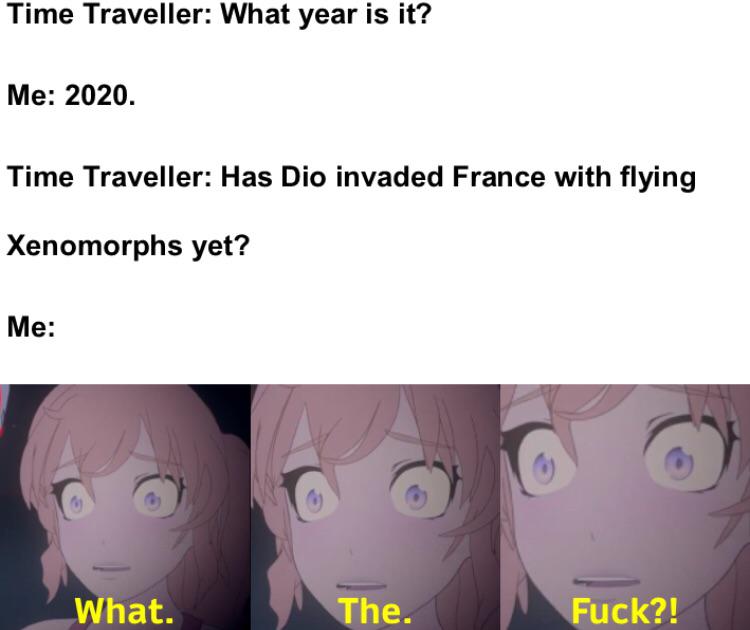 Time Traveller: What year is it?
Me: 2020.
Time Traveller: Has Dio invaded France with flying
Xenomorphs yet?
Me:
What. The. Fuck?!